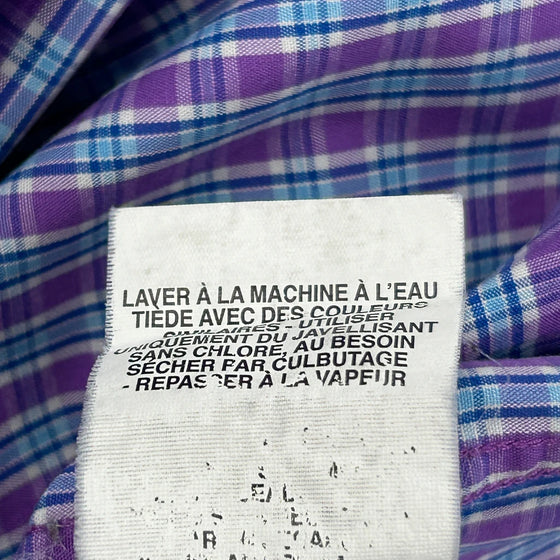 LAVER À LA MACHINE À L'EAU
TIÈDE AVEC DES COULEURS
SIMILAIRES - UTILISER
UNIQUEMENT DU JAVELLISANT
SANS CHLORE, AU BESOIN
SÉCHER PAR CULBUTAGE
- REPASSER À LA VAPEUR